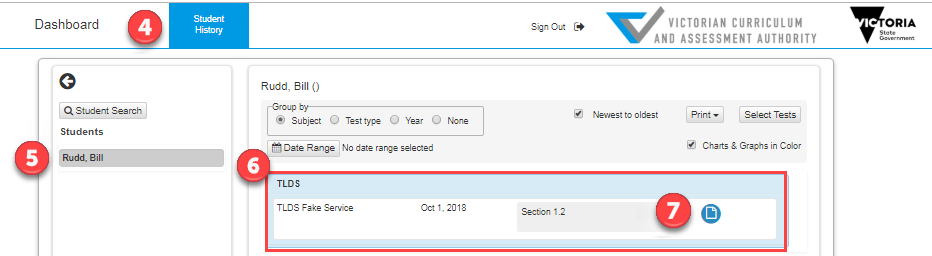 Dashboard
4
Student
History
Sign Out
VICTORIAN CURRICULUM
AND ASSESSMENT AUTHORITY
VICTORIA
State
Government
Student Search
Students
5
Rudd, Bill
Rudd, Bill ()
Group by
Subject Test type Year None
Newest to oldest
Print
Select Tests
Date Range No date range selected
Charts & Graphs in Color
6
TLDS
TLDS Fake Service Oct 1, 2018 Section 1.2
7